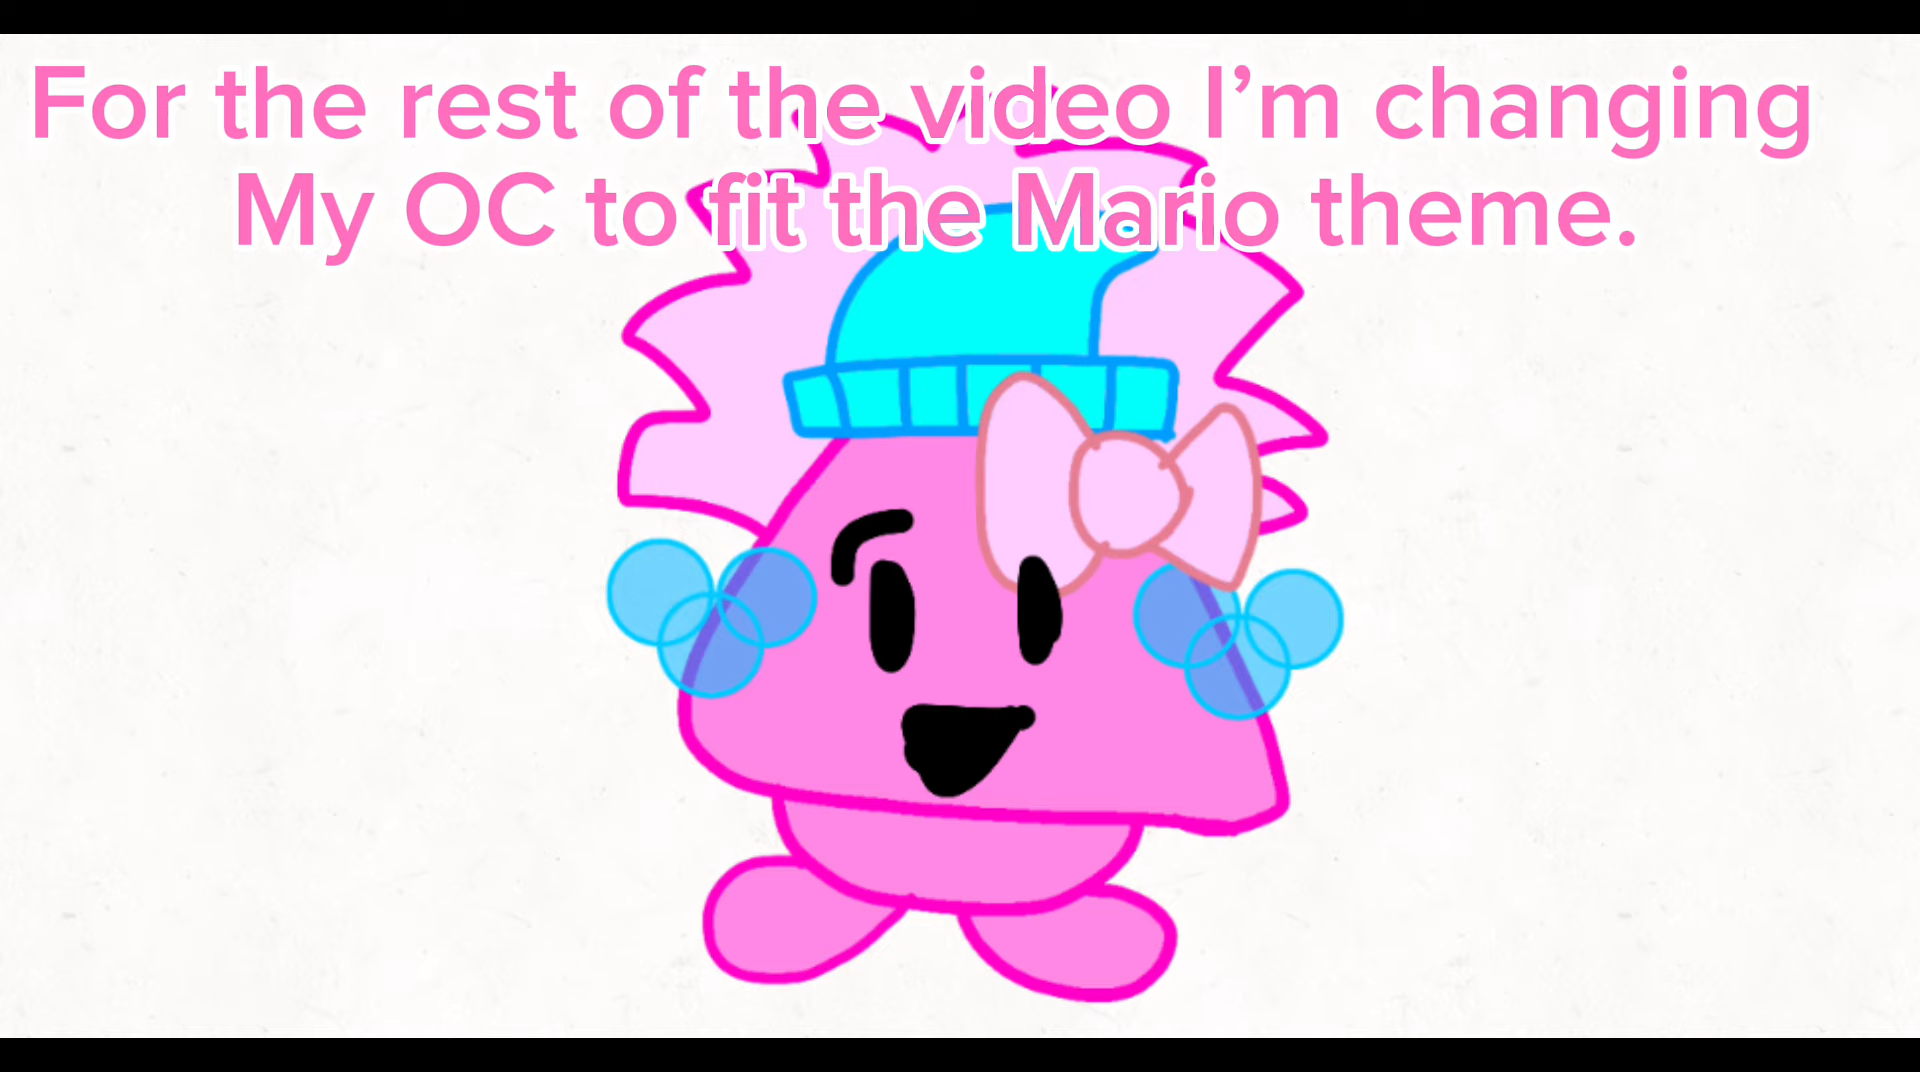 For the rest of the video I’m changing
My OC to fit the Mario theme.